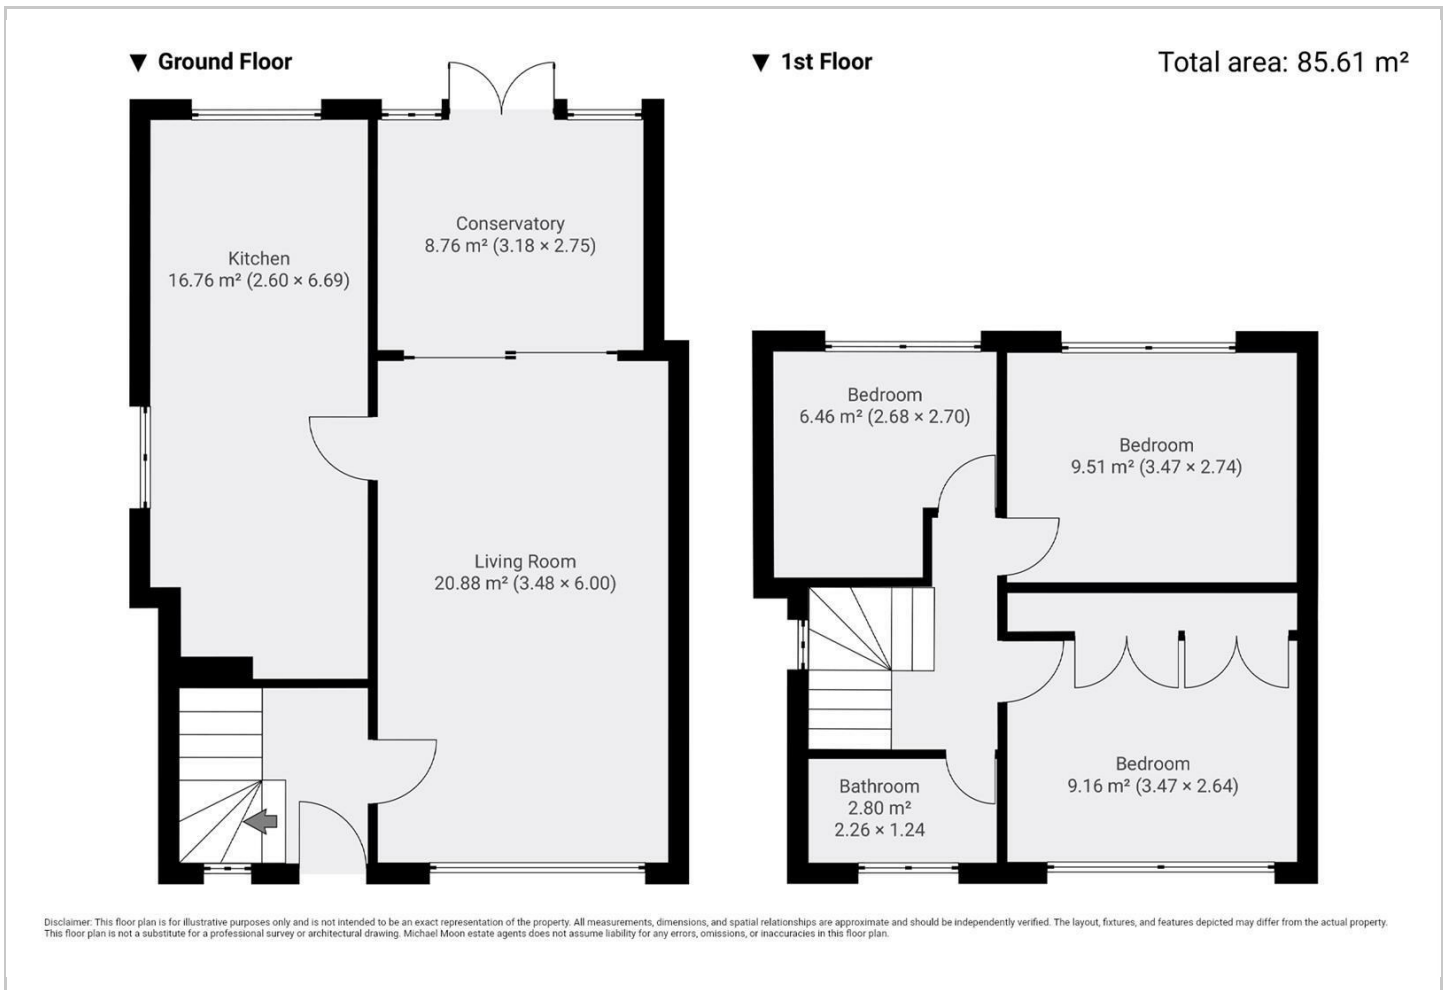 ▼ Ground Floor
▼ 1st Floor
Total area: 85.61 m²
Conservatory
8.76 m² (3.18 × 2.75)
Kitchen
16.76 m² (2.60 × 6.69)
Living Room
20.88 m² (3.48 × 6.00)
Bedroom
6.46 m² (2.68 × 2.70)
Bedroom
9.51 m² (3.47 × 2.74)
Bedroom
9.16 m² (3.47 × 2.64)
Bathroom
2.80 m²
2.26 × 1.24
Disclaimer: This floor plan is for illustrative purposes only and is not intended to be an exact representation of the property. All measurements, dimensions, and spatial relationships are approximate and should be independently verified. The layout, fixtures, and features depicted may differ from the actual property.
This floor plan is not a substitute for a professional survey or architectural drawing. Michael Moon estate agents does not assume liability for any errors, omissions, or inaccuracies in this floor plan.